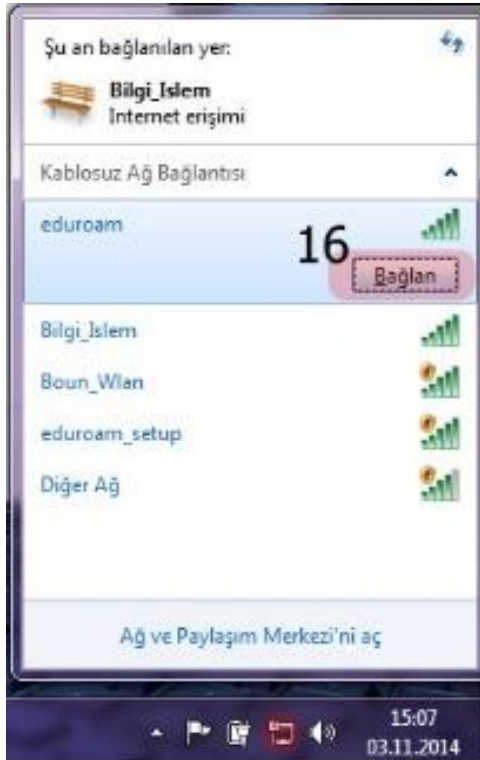 Şu an bağlanılan yer:
Bilgi_Islem
Internet erişimi
Kablosuz Ağ Bağlantısı
eduroam
16
Bağlan
Bilgi_Islem
Boun_Wlan
eduroam_setup
Diğer Ağ
Ağ ve Paylaşım Merkezi'ni aç
15:07
03.11.2014